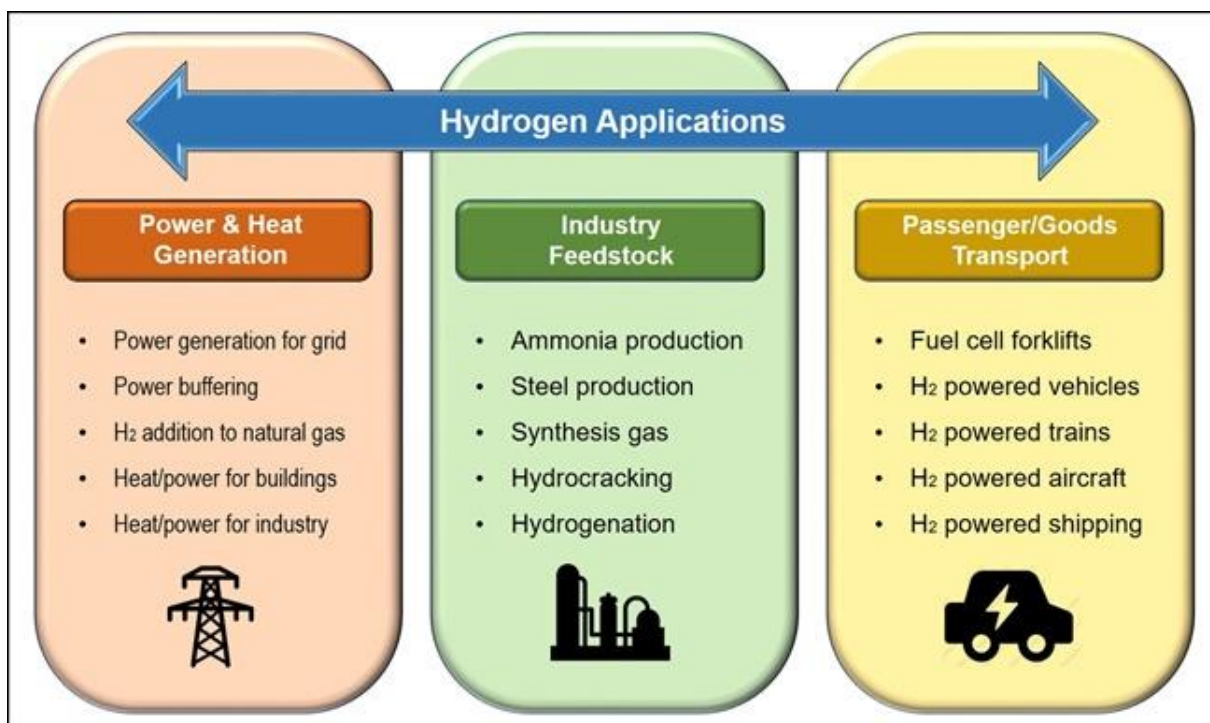 Hydrogen Applications
Power & Heat
Generation
• Power generation for grid
• Power buffering
• H₂ addition to natural gas
• Heat/power for buildings
• Heat/power for industry
Industry
Feedstock
• Ammonia production
• Steel production
• Synthesis gas
• Hydrocracking
• Hydrogenation
Passenger/Goods
Transport
• Fuel cell forklifts
• H₂ powered vehicles
• H₂ powered trains
• H₂ powered aircraft
• H₂ powered shipping